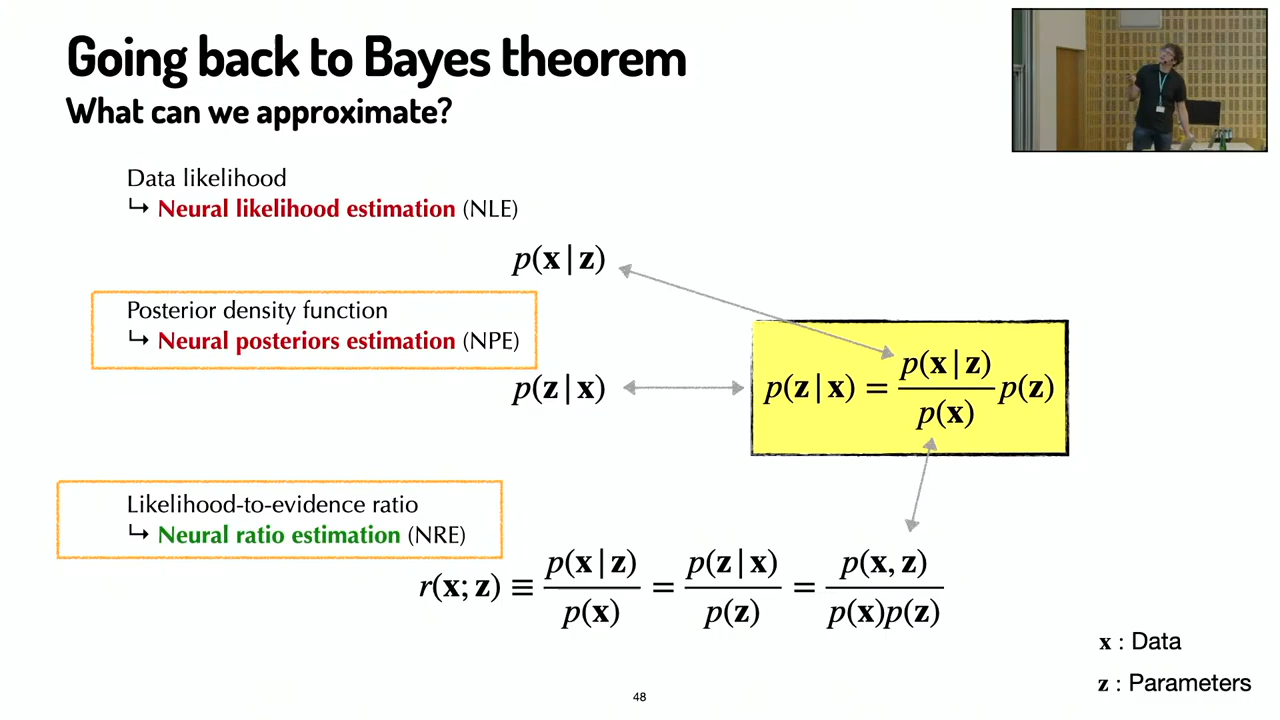 Going back to Bayes theorem
What can we approximate?
Data likelihood
↳ Neural likelihood estimation (NLE)
p(x | z)
Posterior density function
↳ Neural posteriors estimation (NPE)
p(z | x)
p(z | x) = p(x | z) / p(x) p(z)
Likelihood-to-evidence ratio
↳ Neural ratio estimation (NRE)
r(x; z) ≡ p(x | z) / p(x) = p(z | x) / p(z) = p(x, z) / p(x)p(z)
x : Data
z : Parameters
48